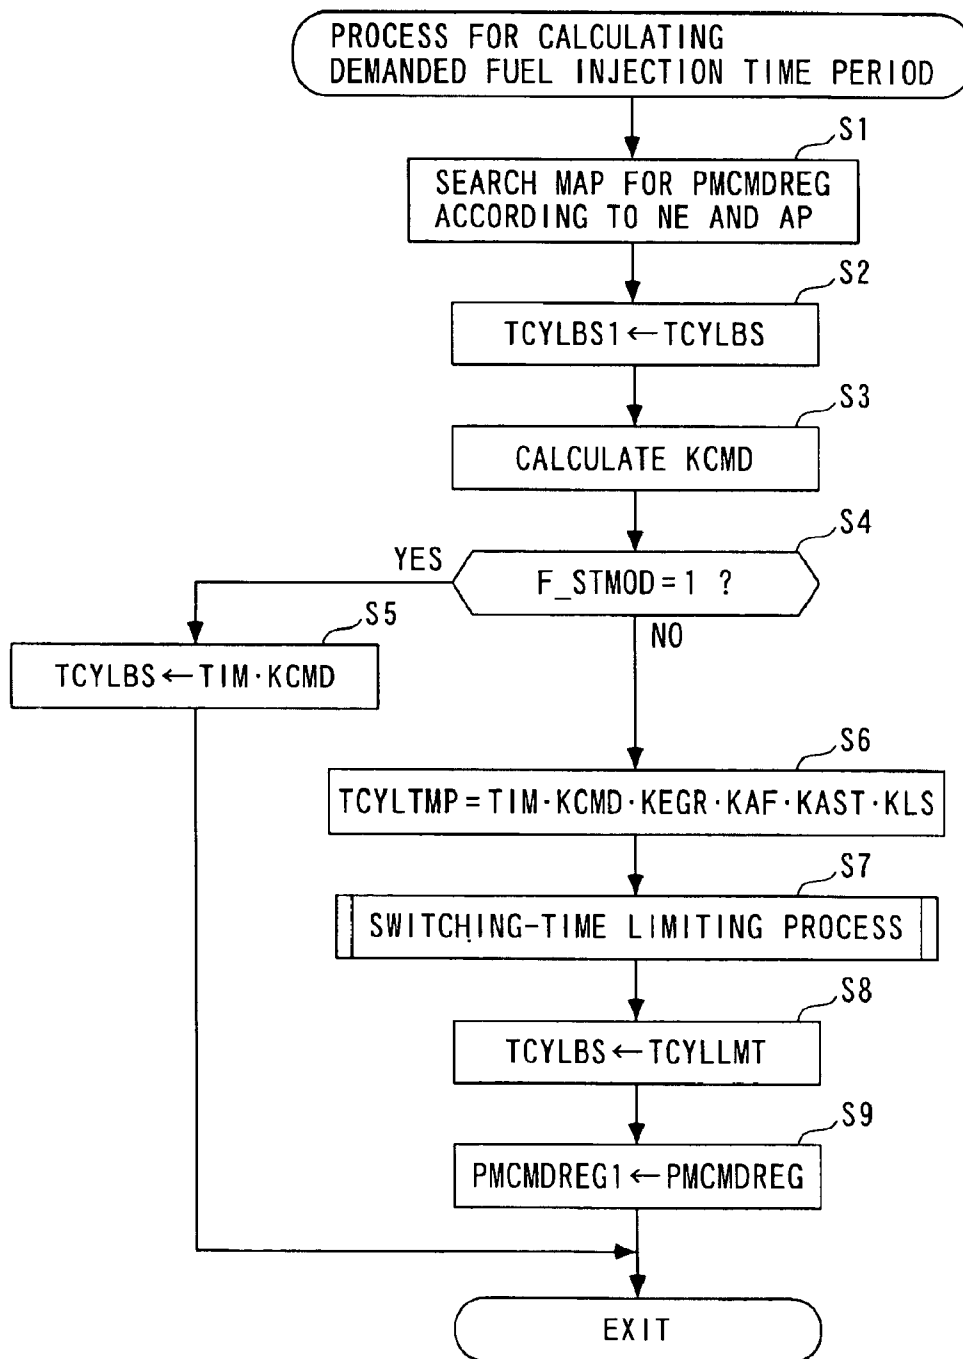 PROCESS FOR CALCULATING
DEMANDED FUEL INJECTION TIME PERIOD
S1
SEARCH MAP FOR PMCMDREG
ACCORDING TO NE AND AP
S2
TCYLBS1←TCYLBS
S3
CALCULATE KCMD
S4
YES
F_STMOD=1 ?
NO
S5
TCYLBS←TIM·KCMD
S6
TCYLTMP=TIM·KCMD·KEGR·KAF·KAST·KLS
S7
SWITCHING-TIME LIMITING PROCESS
S8
TCYLBS←TCYLLMT
S9
PMCMDREG1←PMCMDREG
EXIT